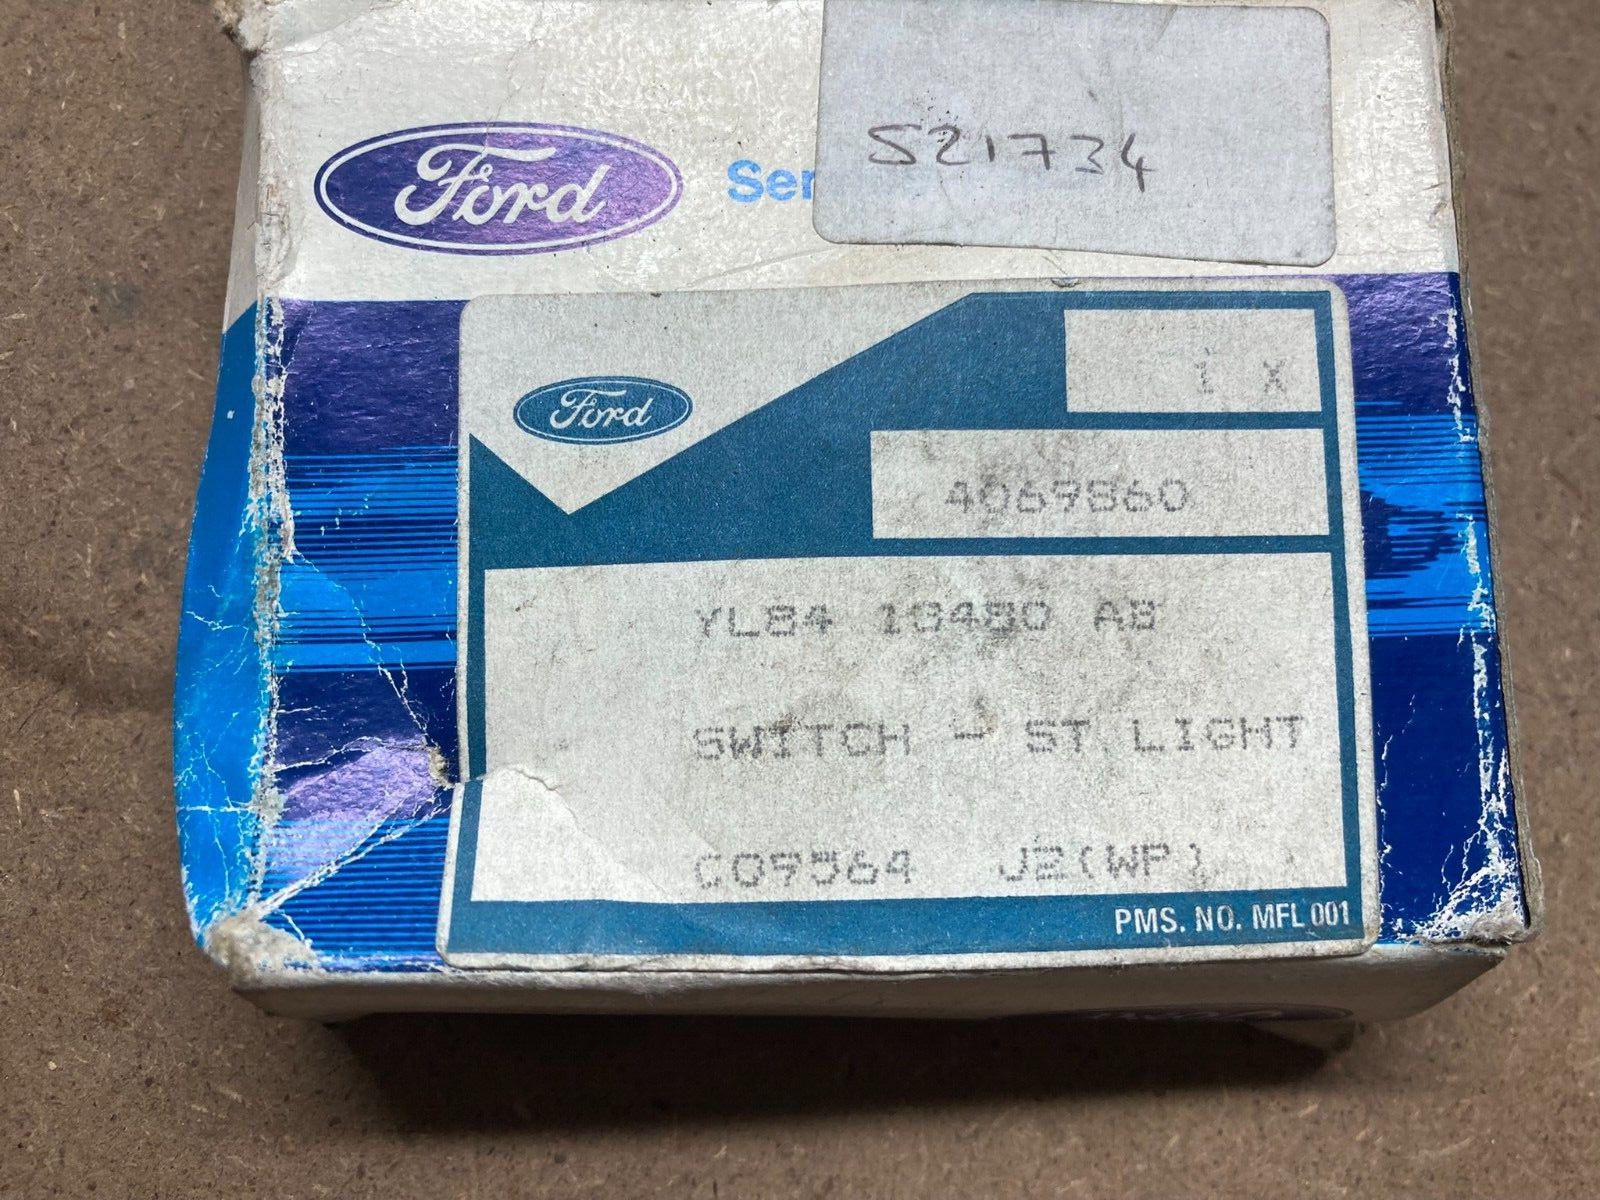 Ford
Ser
521734
Ford
1 X
4069860
YL84 13480 AB
SWITCH - ST. LIGHT
C09564 J2(WP)
PMS. NO. MFL 001